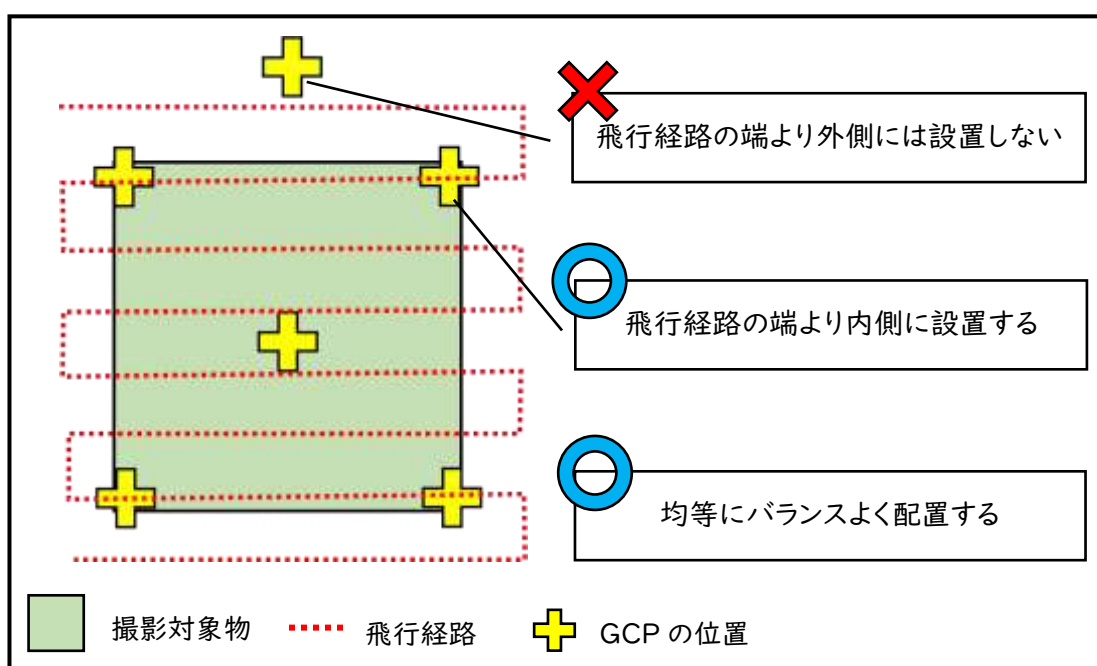 飛行経路の端より外側には設置しない
飛行経路の端より内側に設置する
均等にバランスよく配置する
撮影対象物
飛行経路
GCP の位置